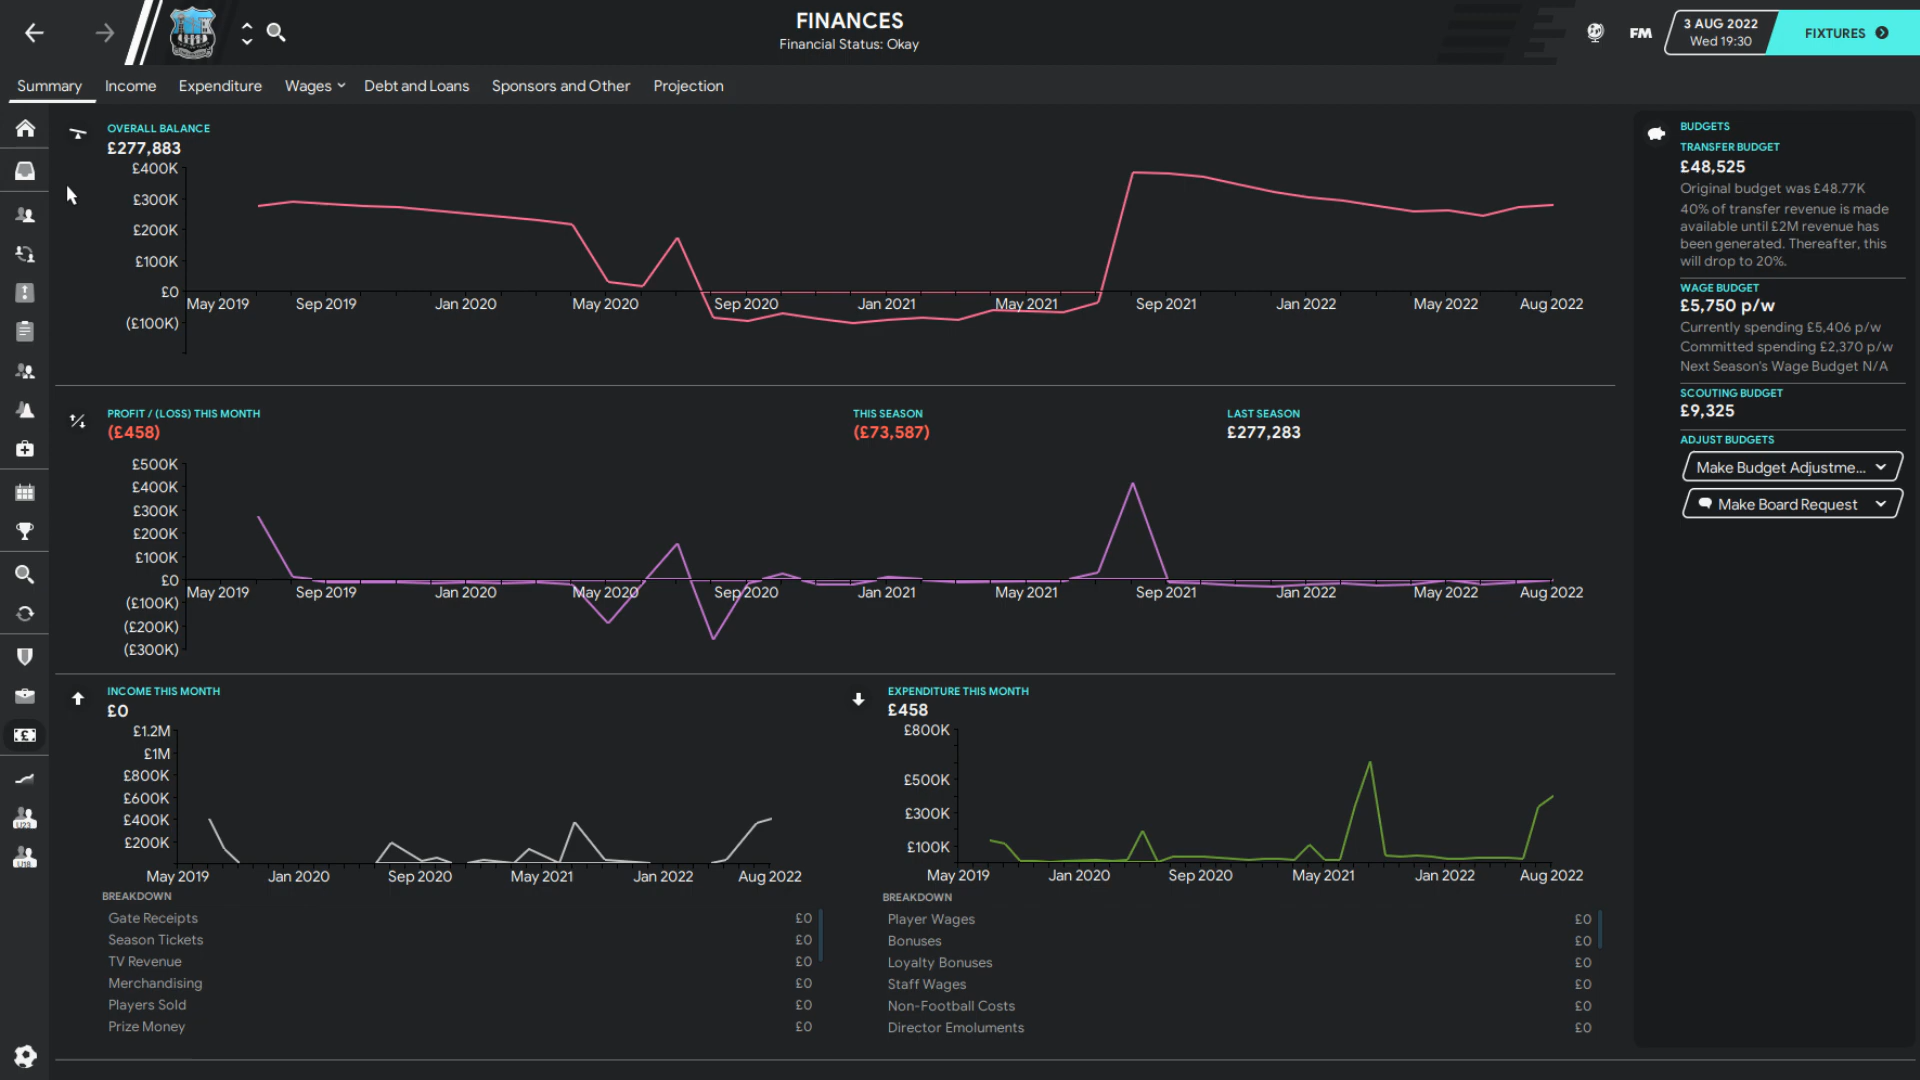 FINANCES
Financial Status: Okay
FM
3 AUG 2022
Wed 19:30
FIXTURES
Summary
Income
Expenditure
Wages
Debt and Loans
Sponsors and Other
Projection
OVERALL BALANCE
£277,883
£400K
£300K
£200K
£100K
£0
(£100K)
May 2019
Sep 2019
Jan 2020
May 2020
Sep 2020
Jan 2021
May 2021
Sep 2021
Jan 2022
May 2022
Aug 2022
PROFIT / (LOSS) THIS MONTH
(£458)
THIS SEASON
(£73,587)
LAST SEASON
£277,283
£500K
£400K
£300K
£200K
£100K
£0
(£100K)
(£200K)
(£300K)
May 2019
Sep 2019
Jan 2020
May 2020
Sep 2020
Jan 2021
May 2021
Sep 2021
Jan 2022
May 2022
Aug 2022
INCOME THIS MONTH
£0
£1.2M
£1M
£800K
£600K
£400K
£200K
May 2019
Jan 2020
Sep 2020
May 2021
Jan 2022
Aug 2022
BREAKDOWN
Gate Receipts £0
Season Tickets £0
TV Revenue £0
Merchandising £0
Players Sold £0
Prize Money £0
EXPENDITURE THIS MONTH
£458
£800K
£500K
£300K
£100K
May 2019
Jan 2020
Sep 2020
May 2021
Jan 2022
Aug 2022
BREAKDOWN
Player Wages £0
Bonuses £0
Loyalty Bonuses £0
Staff Wages £0
Non-Football Costs £0
Director Emoluments £0
BUDGETS
TRANSFER BUDGET
£48,525
Original budget was £48.77K
40% of transfer revenue is made
available until £2M revenue has
been generated. Thereafter, this
will drop to 20%.
WAGE BUDGET
£5,750 p/w
Currently spending £5,406 p/w
Committed spending £2,370 p/w
Next Season's Wage Budget N/A
SCOUTING BUDGET
£9,325
ADJUST BUDGETS
Make Budget Adjustme...
Make Board Request
U23
U18